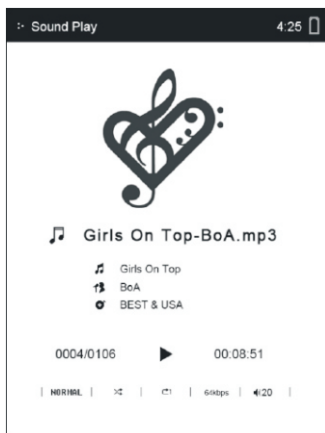 Sound Play 4:25
Girls On Top-BoA.mp3
Girls On Top
BoA
BEST & USA
0004/0106 00:08:51
| NORMAL | | | 64kbps | 20 |